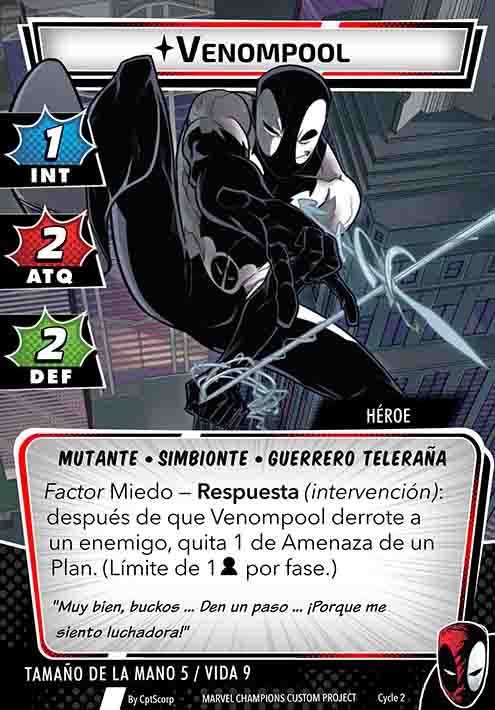 VENOMPOOL
1
INT
2
ATQ
2
DEF
HÉROE
MUTANTE • SIMBIONTE • GUERRERO TELERAÑA
Factor Miedo – Respuesta (intervención):
después de que Venompool derrote a
un enemigo, quita 1 de Amenaza de un
Plan. (Límite de 1 por fase.)
"Muy bien, buckos ... Den un paso ... ¡Porque me
siento luchadora!"
TAMAÑO DE LA MANO 5 / VIDA 9
By CptScorp MARVEL CHAMPIONS CUSTOM PROJECT Cycle 2